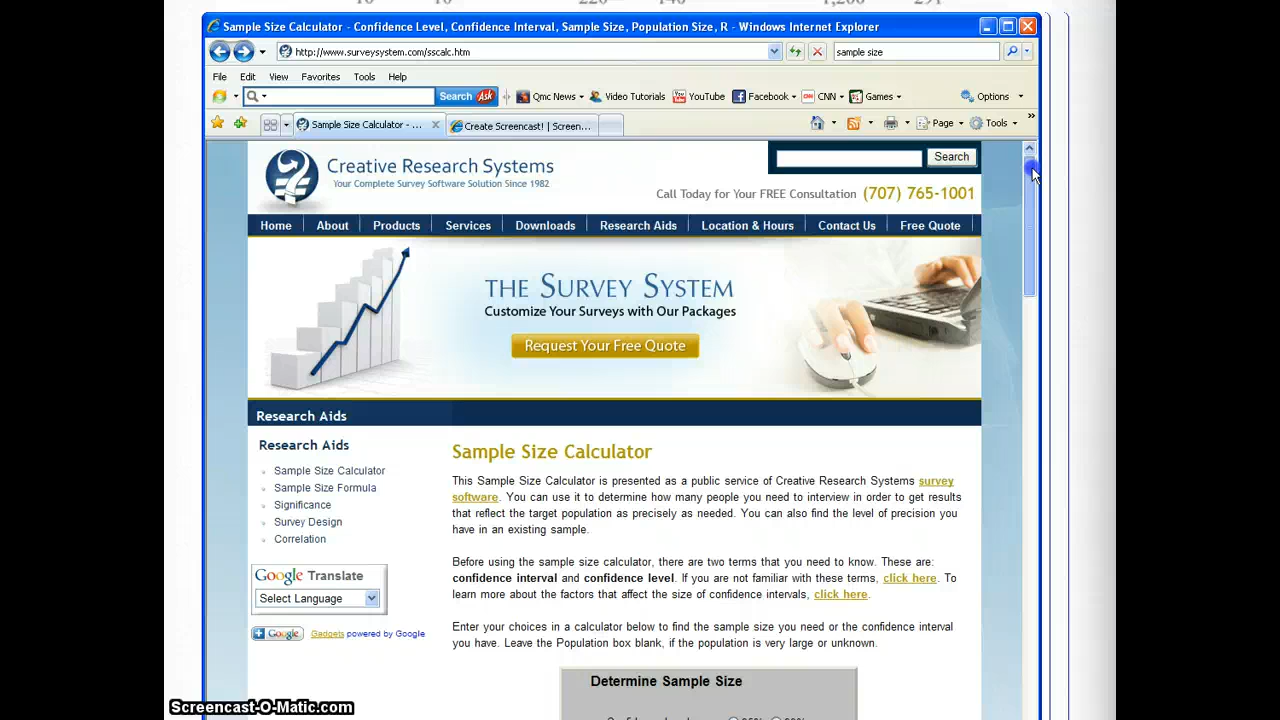 10 10 220 140 1,200 291
Sample Size Calculator - Confidence Level, Confidence Interval, Sample Size, Population Size, R - Windows Internet Explorer
http://www.surveysystem.com/sscalc.htm
sample size
File Edit View Favorites Tools Help
Search Ask Qmc News Video Tutorials YouTube Facebook CNN Games Options
Sample Size Calculator - ... Create Screencast! | Screen... Page Tools
Creative Research Systems
Your Complete Survey Software Solution Since 1982
Search
Call Today for Your FREE Consultation (707) 765-1001
Home About Products Services Downloads Research Aids Location & Hours Contact Us Free Quote
THE SURVEY SYSTEM
Customize Your Surveys with Our Packages
Request Your Free Quote
Research Aids
Research Aids
Sample Size Calculator
Sample Size Formula
Significance
Survey Design
Correlation
Google Translate
Select Language
Google Gadgets powered by Google
Sample Size Calculator
This Sample Size Calculator is presented as a public service of Creative Research Systems survey
software. You can use it to determine how many people you need to interview in order to get results
that reflect the target population as precisely as needed. You can also find the level of precision you
have in an existing sample.
Before using the sample size calculator, there are two terms that you need to know. These are:
confidence interval and confidence level. If you are not familiar with these terms, click here. To
learn more about the factors that affect the size of confidence intervals, click here.
Enter your choices in a calculator below to find the sample size you need or the confidence interval
you have. Leave the Population box blank, if the population is very large or unknown.
Determine Sample Size
Screencast-O-Matic.com